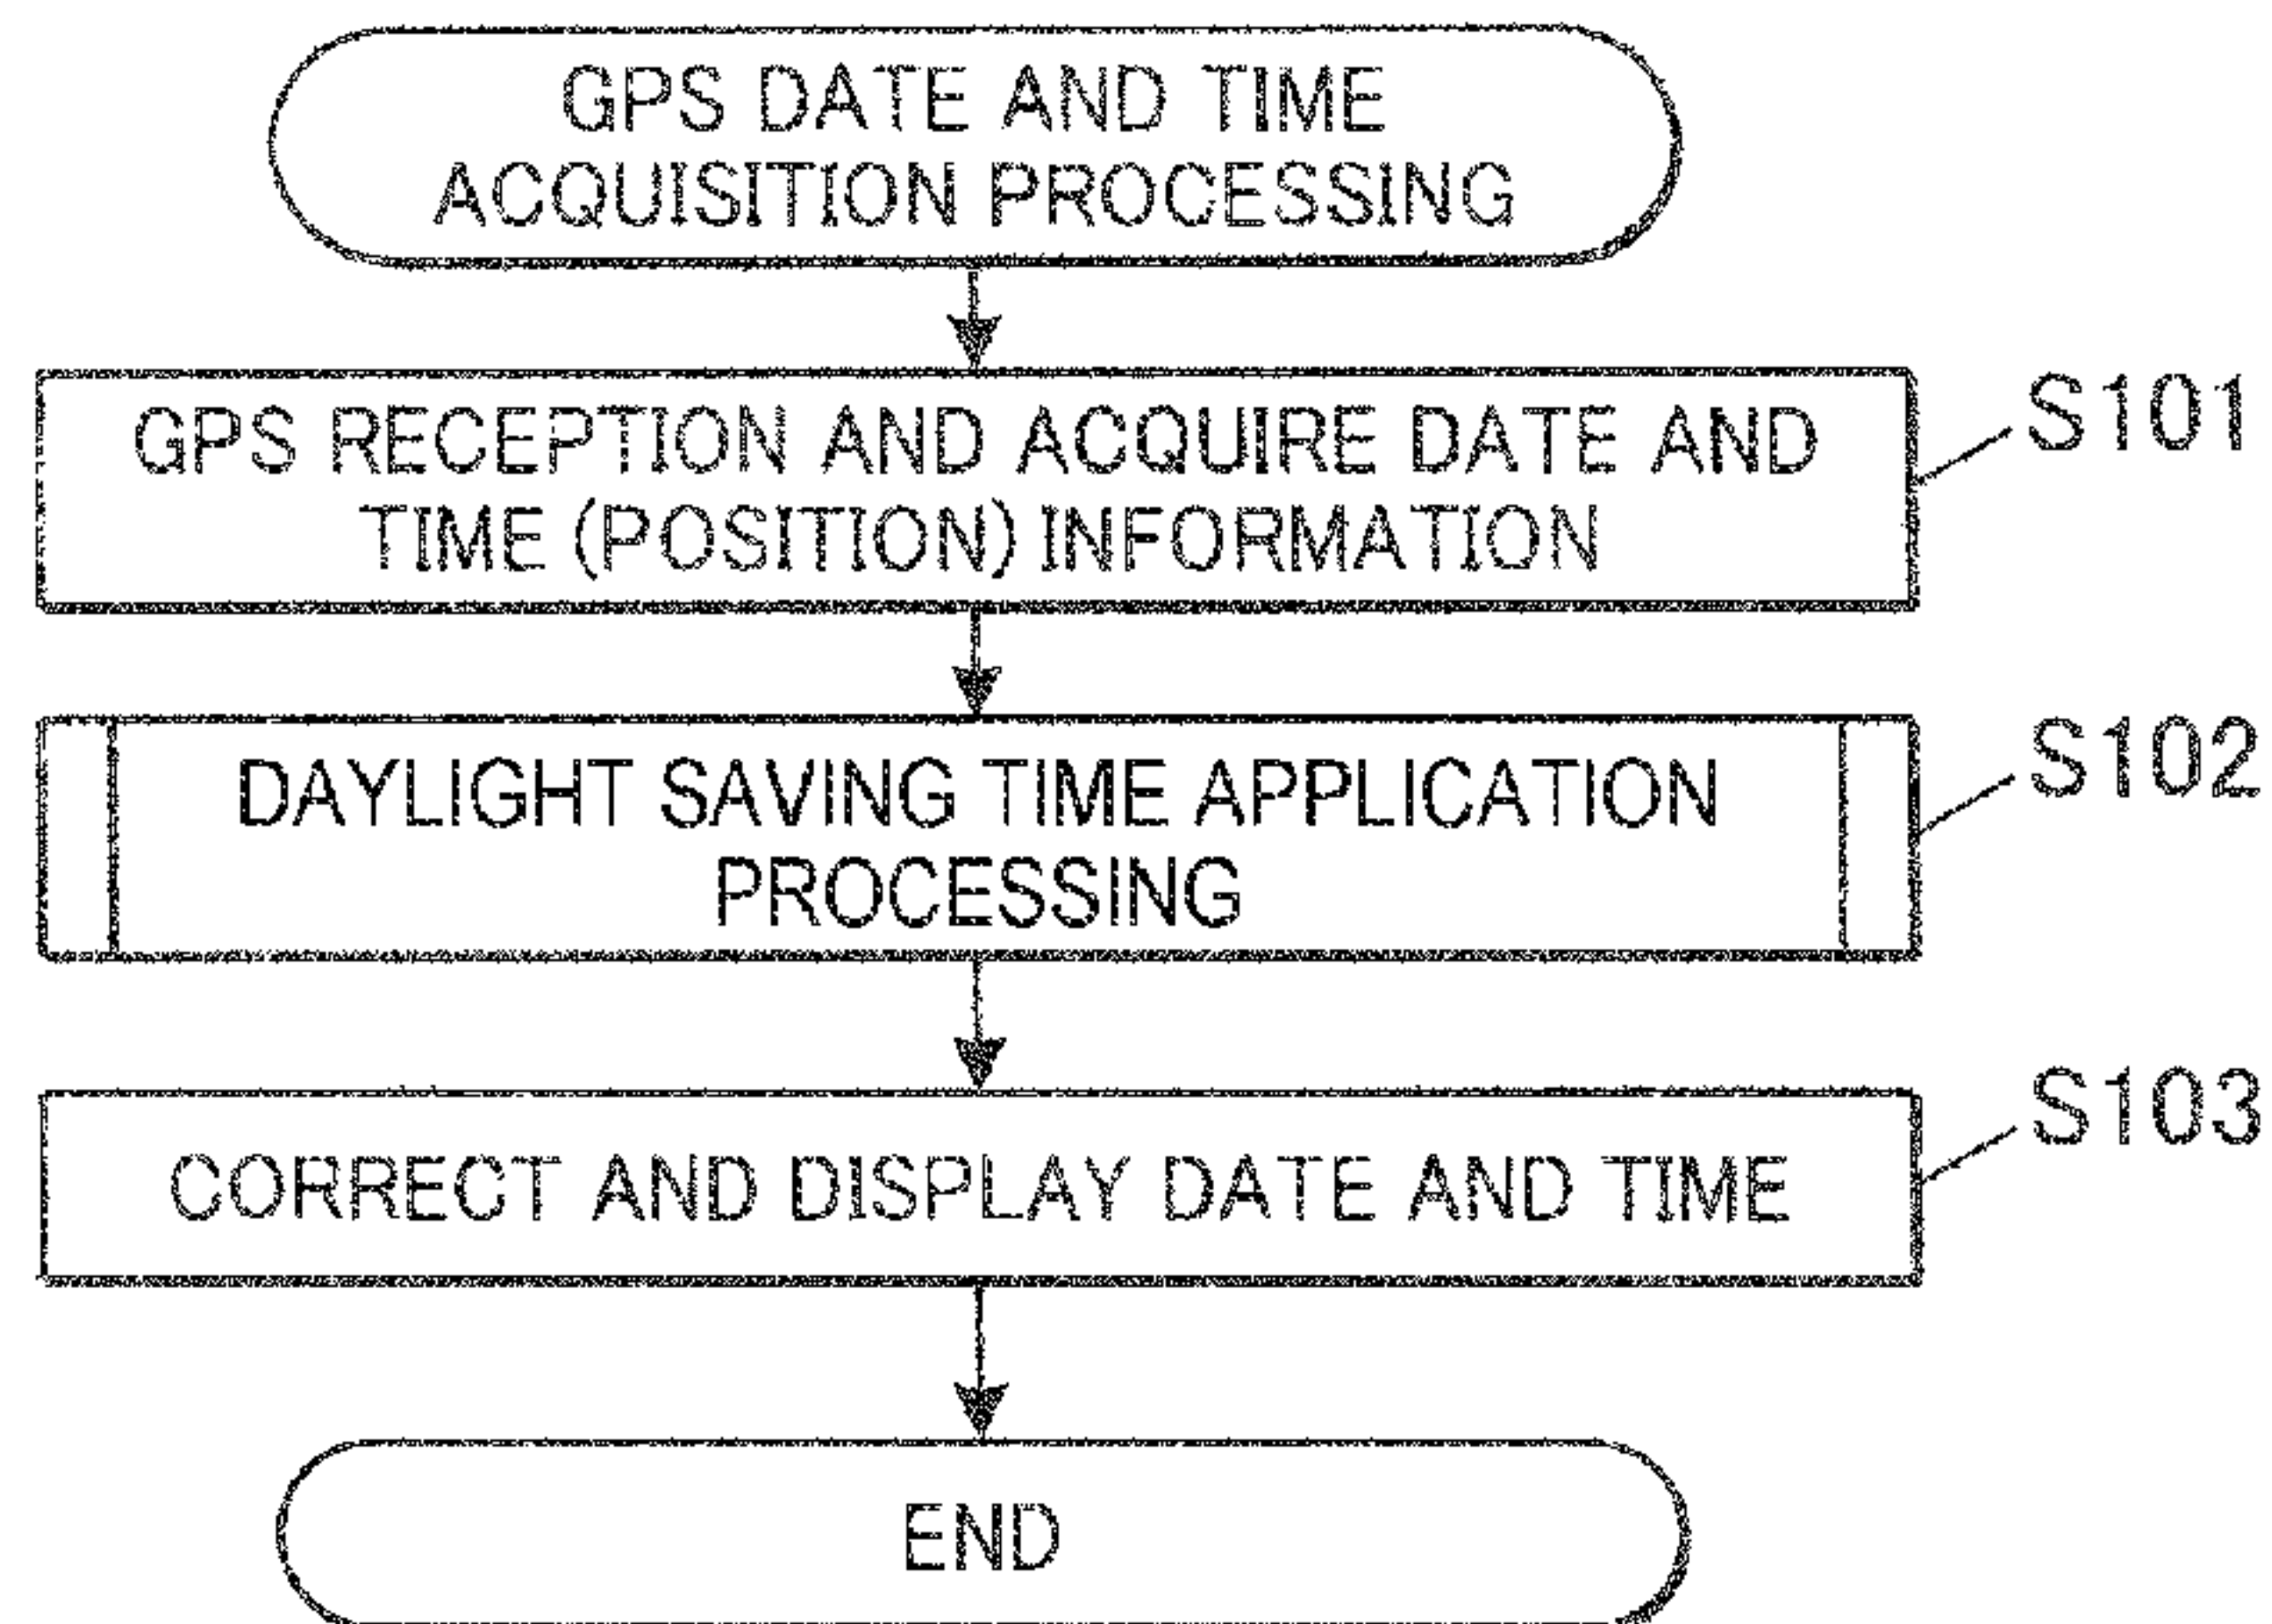 GPS DATE AND TIME
ACQUISITION PROCESSING
GPS RECEPTION AND ACQUIRE DATE AND
TIME (POSITION) INFORMATION
S101
DAYLIGHT SAVING TIME APPLICATION
PROCESSING
S102
CORRECT AND DISPLAY DATE AND TIME
S103
END